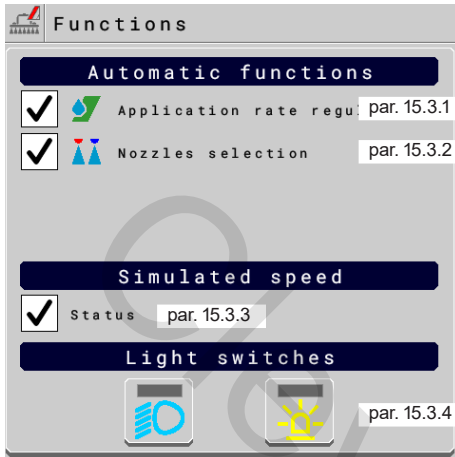 Functions
Automatic functions
Application rate regu par. 15.3.1
Nozzles selection par. 15.3.2
Simulated speed
Status par. 15.3.3
Light switches
par. 15.3.4